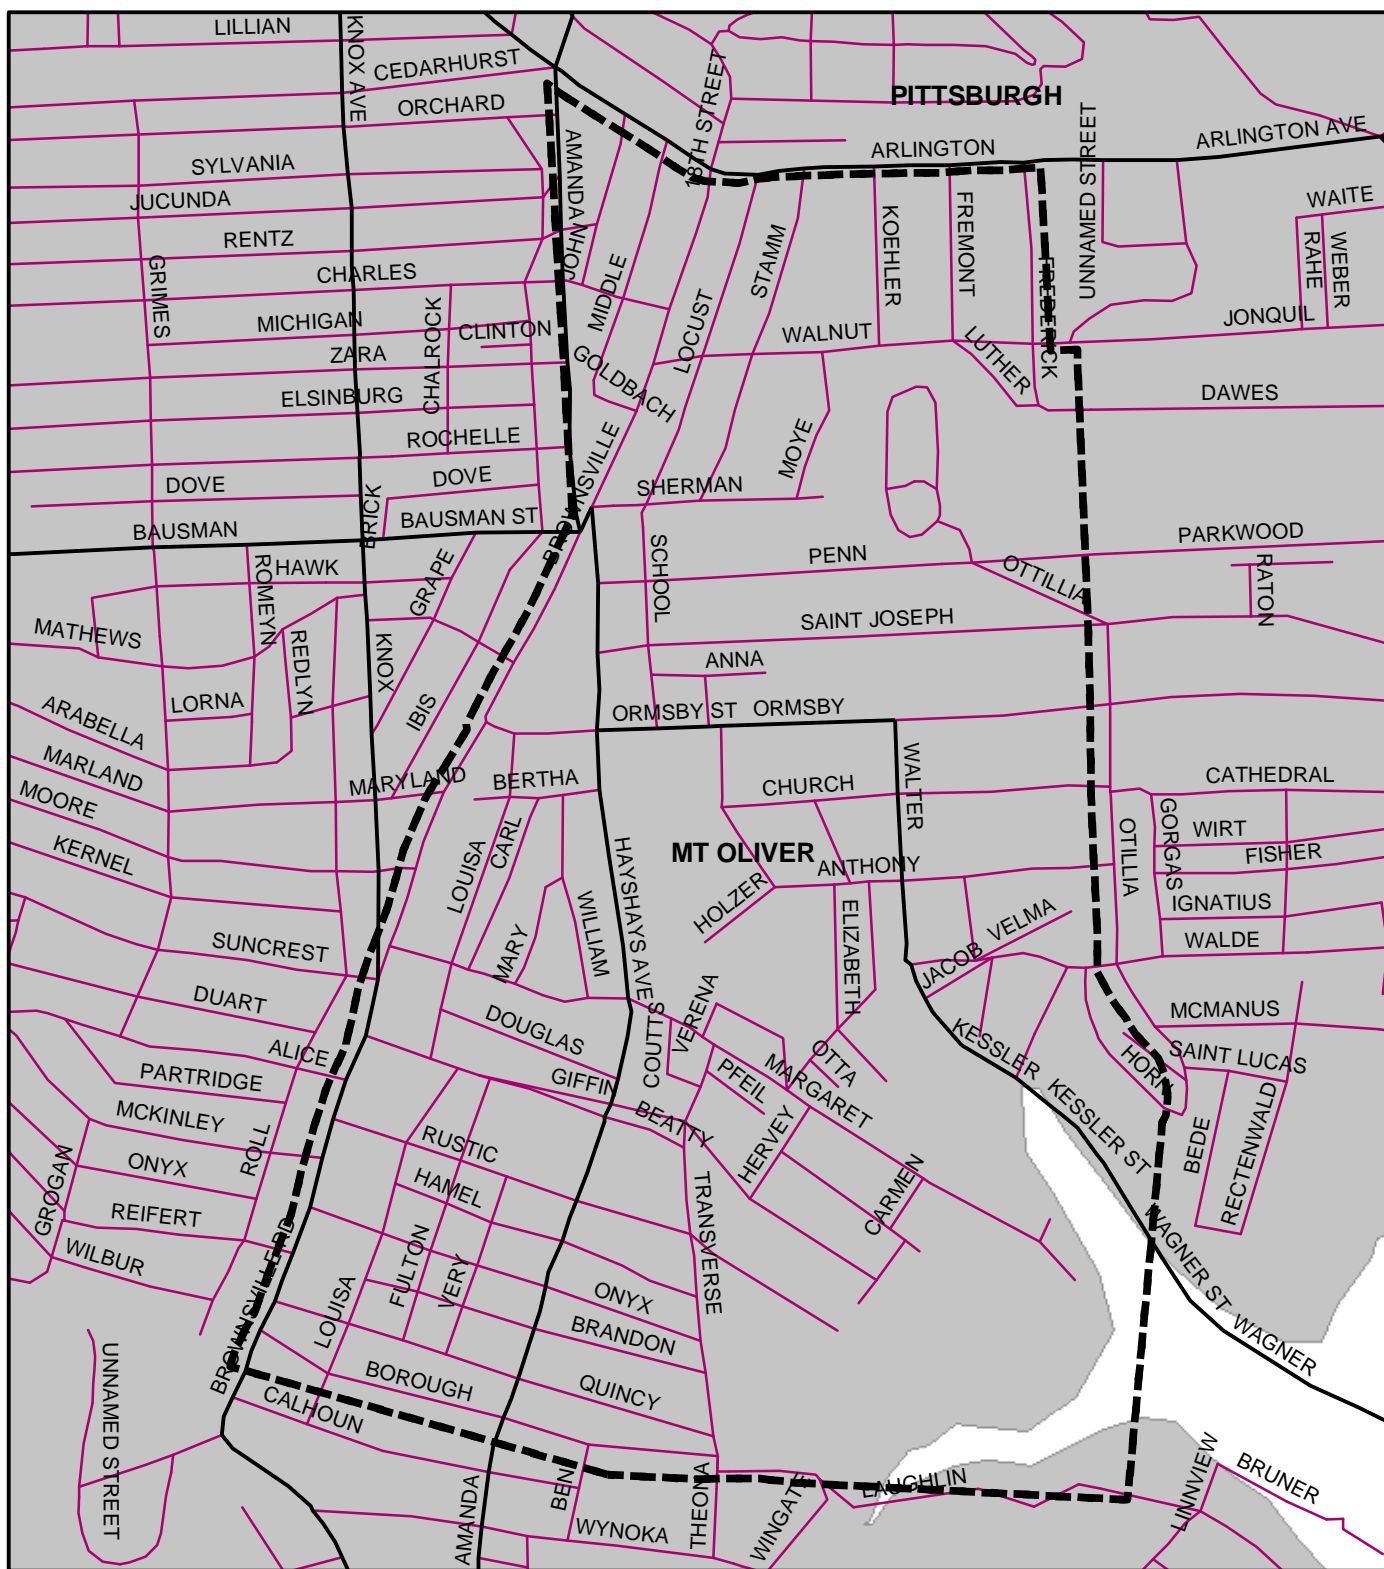 LILLIAN
KNOX AVE
CEDARHURST
ORCHARD
18TH STREET
PITTSBURGH
UNNAMED STREET
ARLINGTON
ARLINGTON AVE
SYLVANIA
JUCUNDA
RENTZ
CHARLES
GRIMES
MICHIGAN
ZARA
CHALROCK
CLINTON
ELSINBURG
ROCHELLE
DOVE
DOVE
BAUSMAN
BRICK
BAUSMAN ST
AMANDA
JOHN
MIDDLE
GOLDBACH
LOCUST
STAMM
WALNUT
KOEHLER
FREMONT
LUTHER
FREDERICK
WAITE
RAHE
WEBER
JONQUIL
DAWES
MOYE
SHERMAN
BROWNSVILLE
SCHOOL
PENN
OTTILLIA
PARKWOOD
RATON
SAINT JOSEPH
ANNA
ORMSBY ST
ORMSBY
HAWK
ROMEYN
REDLYN
GRAPE
KNOX
IBIS
MATHEWS
LORNA
ARABELLA
MARLAND
MOORE
KERNEL
MARYLAND
BERTHA
CHURCH
WALTER
CATHEDRAL
GORGAS
WIRT
FISHER
OTILLIA
IGNATIUS
WALDE
LOUISA
CARL
HAYSHAYS AVE
MT OLIVER
ANTHONY
HOLZER
ELIZABETH
VELMA
JACOB
WILLIAM
MARY
SUNCREST
DUART
ALICE
PARTRIDGE
MCKINLEY
ONYX
ROLL
GROGAN
REIFERT
WILBUR
DOUGLAS
GIFFIN
COUTTS
VERENA
PFEIL
MARGARET
OTTA
BEATTY
HERVEY
CARMEN
TRANSVERSE
KESSLER
KESSLER ST
HORN
MCMANUS
SAINT LUCAS
BEDE
RECTENWALD
WAGNER ST
WAGNER
RUSTIC
HAMEL
FULTON
VERY
LOUISA
ONYX
BRANDON
QUINCY
BOROUGH
CALHOUN
BROWNSVILLE RD
UNNAMED STREET
AMANDA
BEN
WYNOKA
THEONA
WINGATE
LAUGHLIN
LINNVIEW
BRUNER